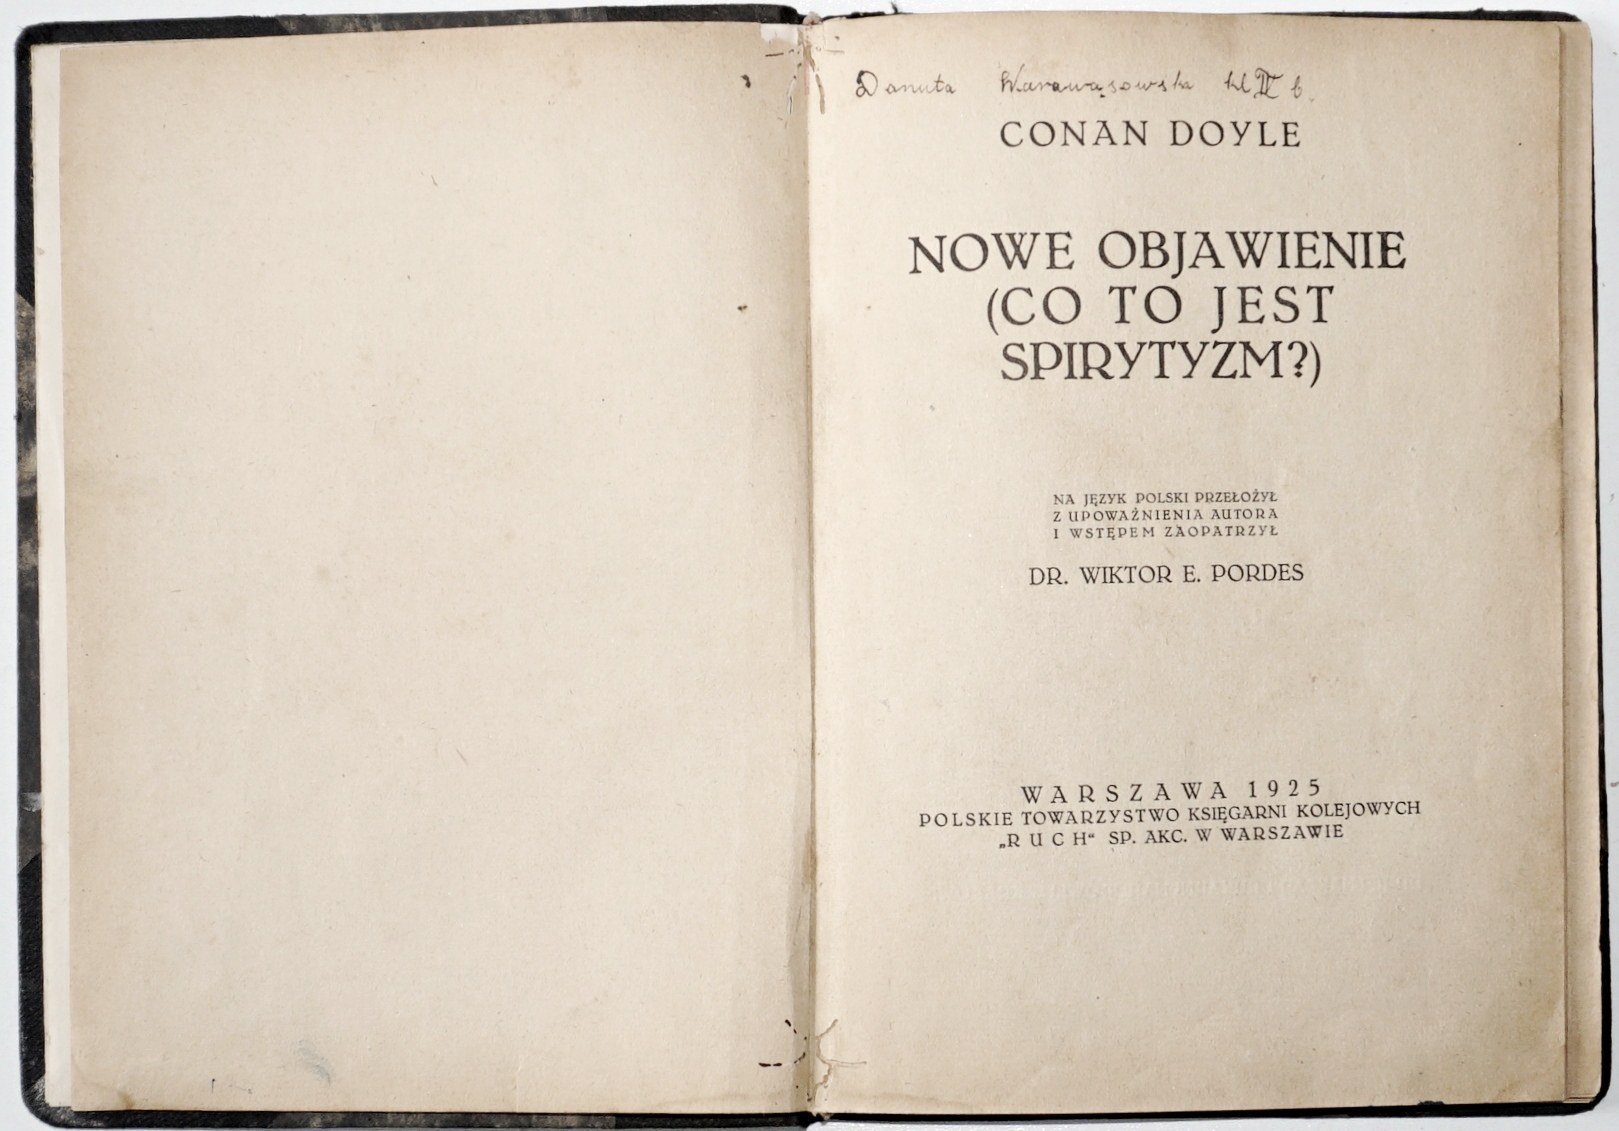 Danuta kl IV b.
CONAN DOYLE
NOWE OBJAWIENIE
(CO TO JEST
SPIRYTYZM?)
NA JĘZYK POLSKI PRZEŁOŻYŁ
Z UPOWAŻNIENIA AUTORA
I WSTĘPEM ZAOPATRZYŁ
DR. WIKTOR E. PORDES
WARSZAWA 1925
POLSKIE TOWARZYSTWO KSIĘGARNI KOLEJOWYCH
„RUCH“ SP. AKC. W WARSZAWIE